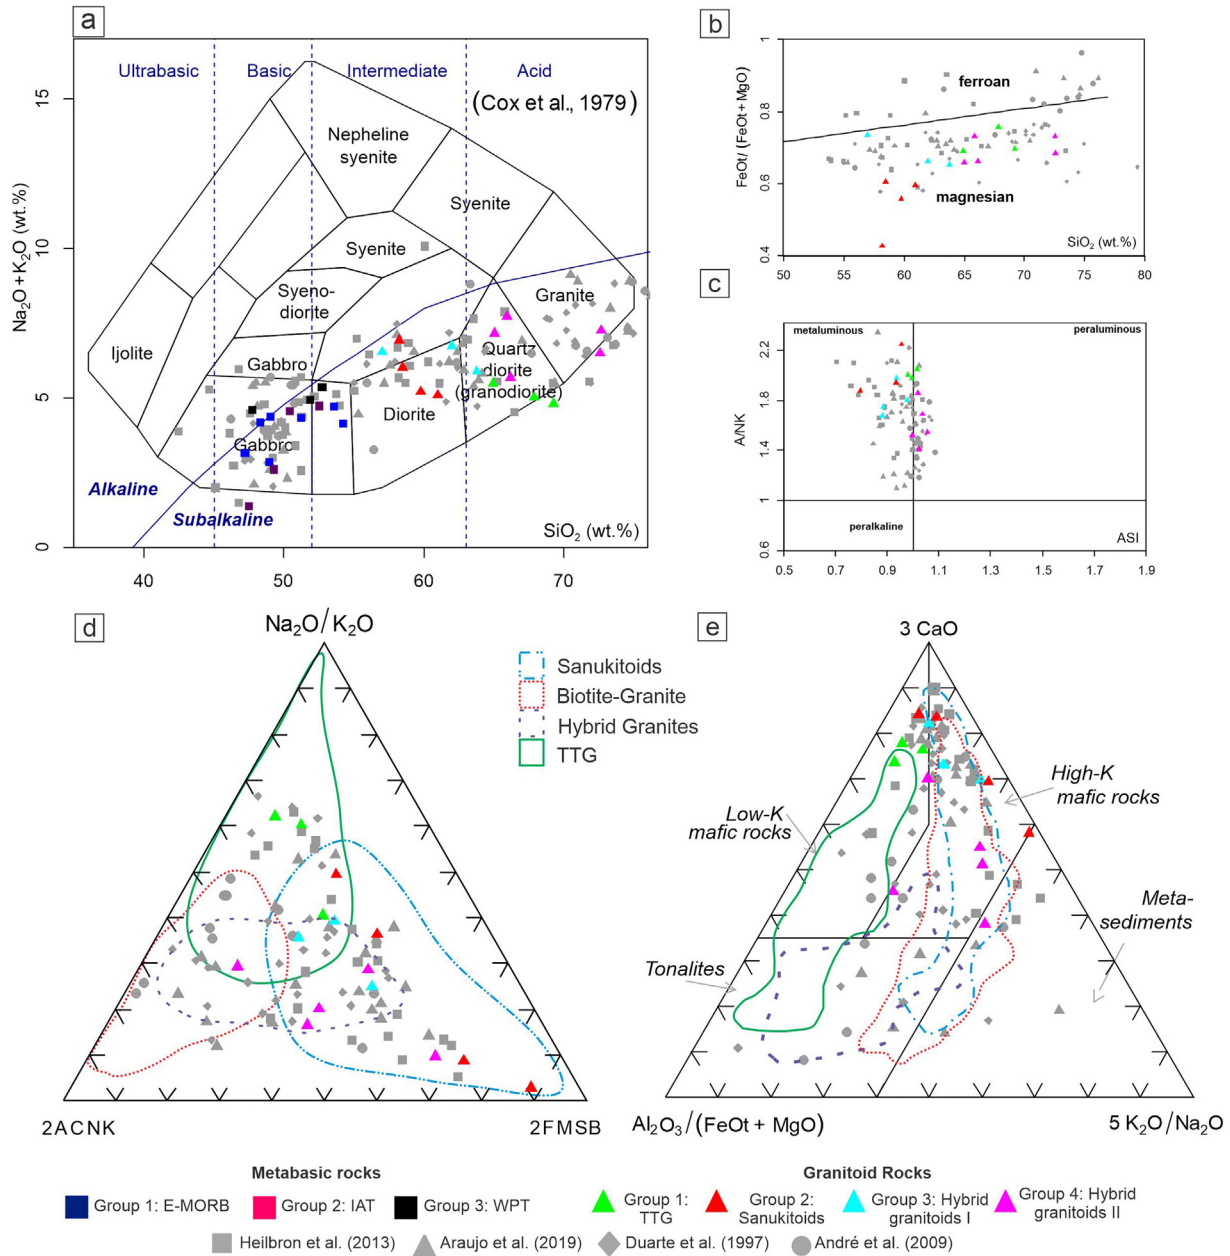 a
Ultrabasic
Basic
Intermediate
Acid
(Cox et al., 1979)
Nepheline
syenite
Syenite
Syenite
Syeno-
diorite
Ijolite
Gabbro
Granite
Quartz
diorite
(granodiorite)
Diorite
Gabbro
Alkaline
Subalkaline
Na₂O+K₂O (wt.%)
0
5
10
15
SiO₂ (wt.%)
40
50
60
70
b
ferroan
magnesian
FeOt/(FeOt + MgO)
0.4
0.6
0.8
1
SiO₂ (wt.%)
50
55
60
65
70
75
80
c
metaluminous
peraluminous
peralkaline
A/NK
0.6
1
1.4
1.8
2.2
ASI
0.5
0.7
0.9
1.1
1.3
1.5
1.7
1.9
d
Na₂O/K₂O
2ACNK
2FMSB
Sanukitoids
Biotite-Granite
Hybrid Granites
TTG
e
3 CaO
High-K
mafic rocks
Low-K
mafic rocks
Meta-
sediments
Tonalites
Al₂O₃/(FeOt + MgO)
5 K₂O/Na₂O
Metabasic rocks
Group 1: E-MORB
Group 2: IAT
Group 3: WPT
Granitoid Rocks
Group 1:
TTG
Group 2:
Sanukitoids
Group 3: Hybrid
granitoids I
Group 4: Hybrid
granitoids II
Heilbron et al. (2013)
Araujo et al. (2019)
Duarte et al. (1997)
André et al. (2009)